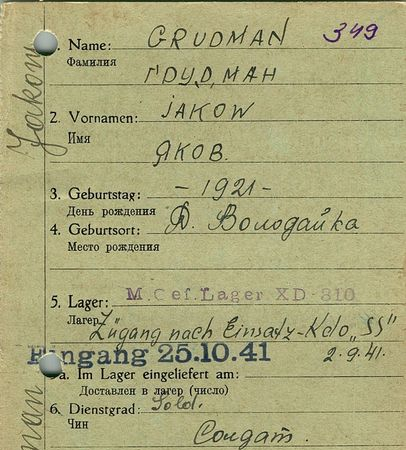 349
1. Name: GRUDMAN
Фамилия ГРУДМАН
2. Vornamen: JAKOW
Имя ЯКОВ.
3. Geburtstag: -1921-
День рождения
4. Geburtsort: Д. Володайка
Место рождения
5. Lager: M.Gef.Lager XD-310
Лагер Zugang nach Einsatz-Kdo „SS"
Eingang 25.10.41 2.9.41.
a. Im Lager eingeliefert am:
Доставлен в лагер (число)
6. Dienstgrad: Sold.
Чин Солдат.
Jakow